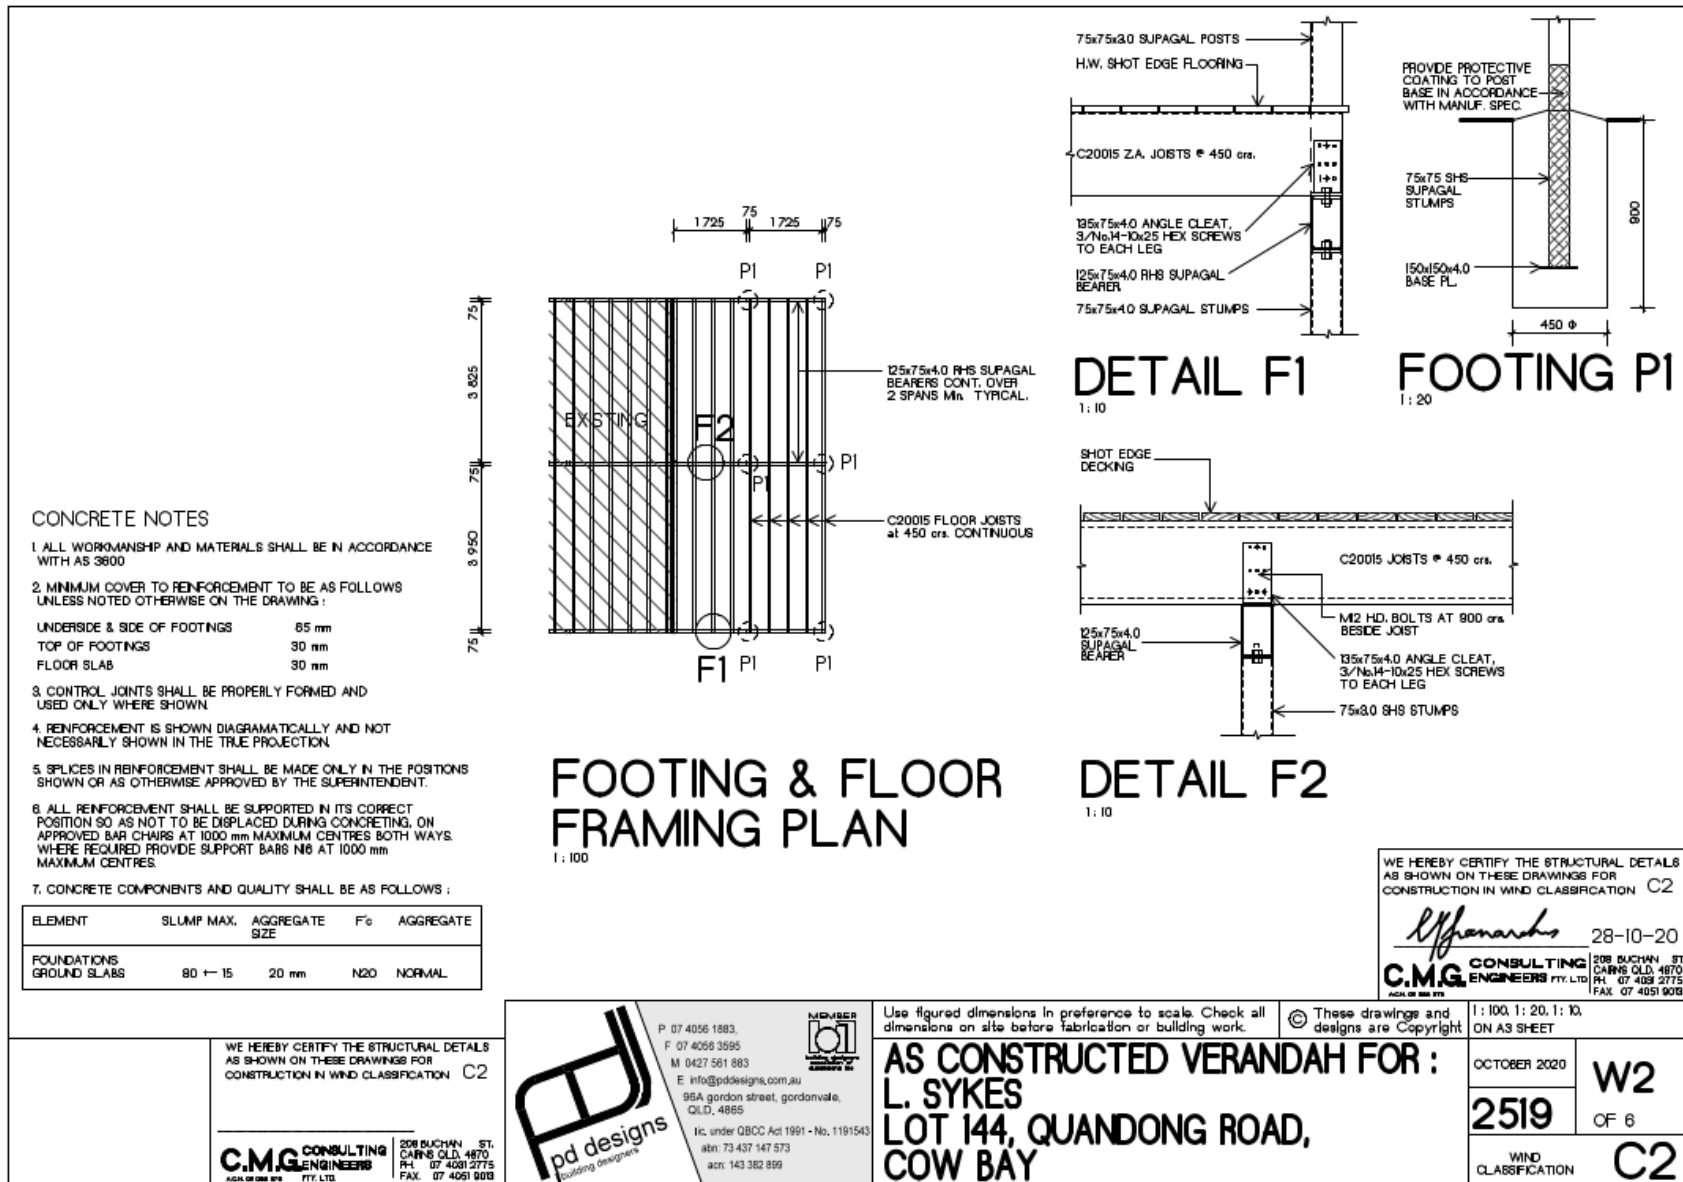 75x75x3.0 SUPAGAL POSTS
H.W. SHOT EDGE FLOORING
C20015 Z.A. JOISTS @ 450 crs.
135x75x4.0 ANGLE CLEAT,
3/No.14-10x25 HEX SCREWS
TO EACH LEG
125x75x4.0 RHS SUPAGAL
BEARER
75x75x4.0 SUPAGAL STUMPS
DETAIL F1
1 : 10
PROVIDE PROTECTIVE
COATING TO POST
BASE IN ACCORDANCE
WITH MANUF. SPEC.
75x75 SHS
SUPAGAL
STUMPS
150x150x4.0
BASE PL.
900
450 Φ
FOOTING P1
1 : 20
75
1725
1725
75
P1
P1
75
3 825
EXISTING
F2
P1
75
P1
3 950
75
F1
P1
P1
125x75x4.0 RHS SUPAGAL
BEARERS CONT. OVER
2 SPANS Min. TYPICAL.
C20015 FLOOR JOISTS
at 450 crs. CONTINUOUS
FOOTING & FLOOR
FRAMING PLAN
1 : 100
SHOT EDGE
DECKING
C20015 JOISTS @ 450 crs.
M12 H.D. BOLTS AT 900 crs
BESIDE JOIST
125x75x4.0
SUPAGAL
BEARER
135x75x4.0 ANGLE CLEAT,
3/No.14-10x25 HEX SCREWS
TO EACH LEG
75x3.0 SHS STUMPS
DETAIL F2
1 : 10
CONCRETE NOTES
1. ALL WORKMANSHIP AND MATERIALS SHALL BE IN ACCORDANCE
WITH AS 3600
2. MINIMUM COVER TO REINFORCEMENT TO BE AS FOLLOWS
UNLESS NOTED OTHERWISE ON THE DRAWING :
UNDERSIDE & SIDE OF FOOTINGS 65 mm
TOP OF FOOTINGS 30 mm
FLOOR SLAB 30 mm
3. CONTROL JOINTS SHALL BE PROPERLY FORMED AND
USED ONLY WHERE SHOWN.
4. REINFORCEMENT IS SHOWN DIAGRAMATICALLY AND NOT
NECESSARILY SHOWN IN THE TRUE PROJECTION.
5. SPLICES IN REINFORCEMENT SHALL BE MADE ONLY IN THE POSITIONS
SHOWN OR AS OTHERWISE APPROVED BY THE SUPERINTENDENT.
6. ALL REINFORCEMENT SHALL BE SUPPORTED IN ITS CORRECT
POSITION SO AS NOT TO BE DISPLACED DURING CONCRETING, ON
APPROVED BAR CHAIRS AT 1000 mm MAXIMUM CENTRES BOTH WAYS.
WHERE REQUIRED PROVIDE SUPPORT BARS N16 AT 1000 mm
MAXIMUM CENTRES.
7. CONCRETE COMPONENTS AND QUALITY SHALL BE AS FOLLOWS :
ELEMENT SLUMP MAX. AGGREGATE SIZE F'c AGGREGATE
FOUNDATIONS
GROUND SLABS 80 +- 15 20 mm N20 NORMAL
WE HEREBY CERTIFY THE STRUCTURAL DETAILS
AS SHOWN ON THESE DRAWINGS FOR
CONSTRUCTION IN WIND CLASSIFICATION C2
28-10-20
C.M.G. CONSULTING
ENGINEERS PTY. LTD
208 BUCHAN ST
CAIRNS QLD. 4870
PH. 07 4031 2775
FAX 07 4051 9013
WE HEREBY CERTIFY THE STRUCTURAL DETAILS
AS SHOWN ON THESE DRAWINGS FOR
CONSTRUCTION IN WIND CLASSIFICATION C2
C.M.G. CONSULTING
ENGINEERS
PTY. LTD.
208 BUCHAN ST.
CAIRNS QLD. 4870
PH. 07 4031 2775
FAX. 07 4051 9013
pd designs
building designers
P 07 4056 1883,
F 07 4056 3595
M 0427 561 883
E info@pddesigns.com.au
96A gordon street, gordonvale,
QLD. 4865
lic. under QBCC Act 1991 - No. 1191543
abn: 73 437 147 573
acn: 143 382 899
MEMBER
Use figured dimensions in preference to scale. Check all
dimensions on site before fabrication or building work.
© These drawings and
designs are Copyright
1 : 100, 1 : 20, 1 : 10,
ON A3 SHEET
AS CONSTRUCTED VERANDAH FOR :
L. SYKES
LOT 144, QUANDONG ROAD,
COW BAY
OCTOBER 2020
2519
W2
OF 6
WIND
CLASSIFICATION
C2